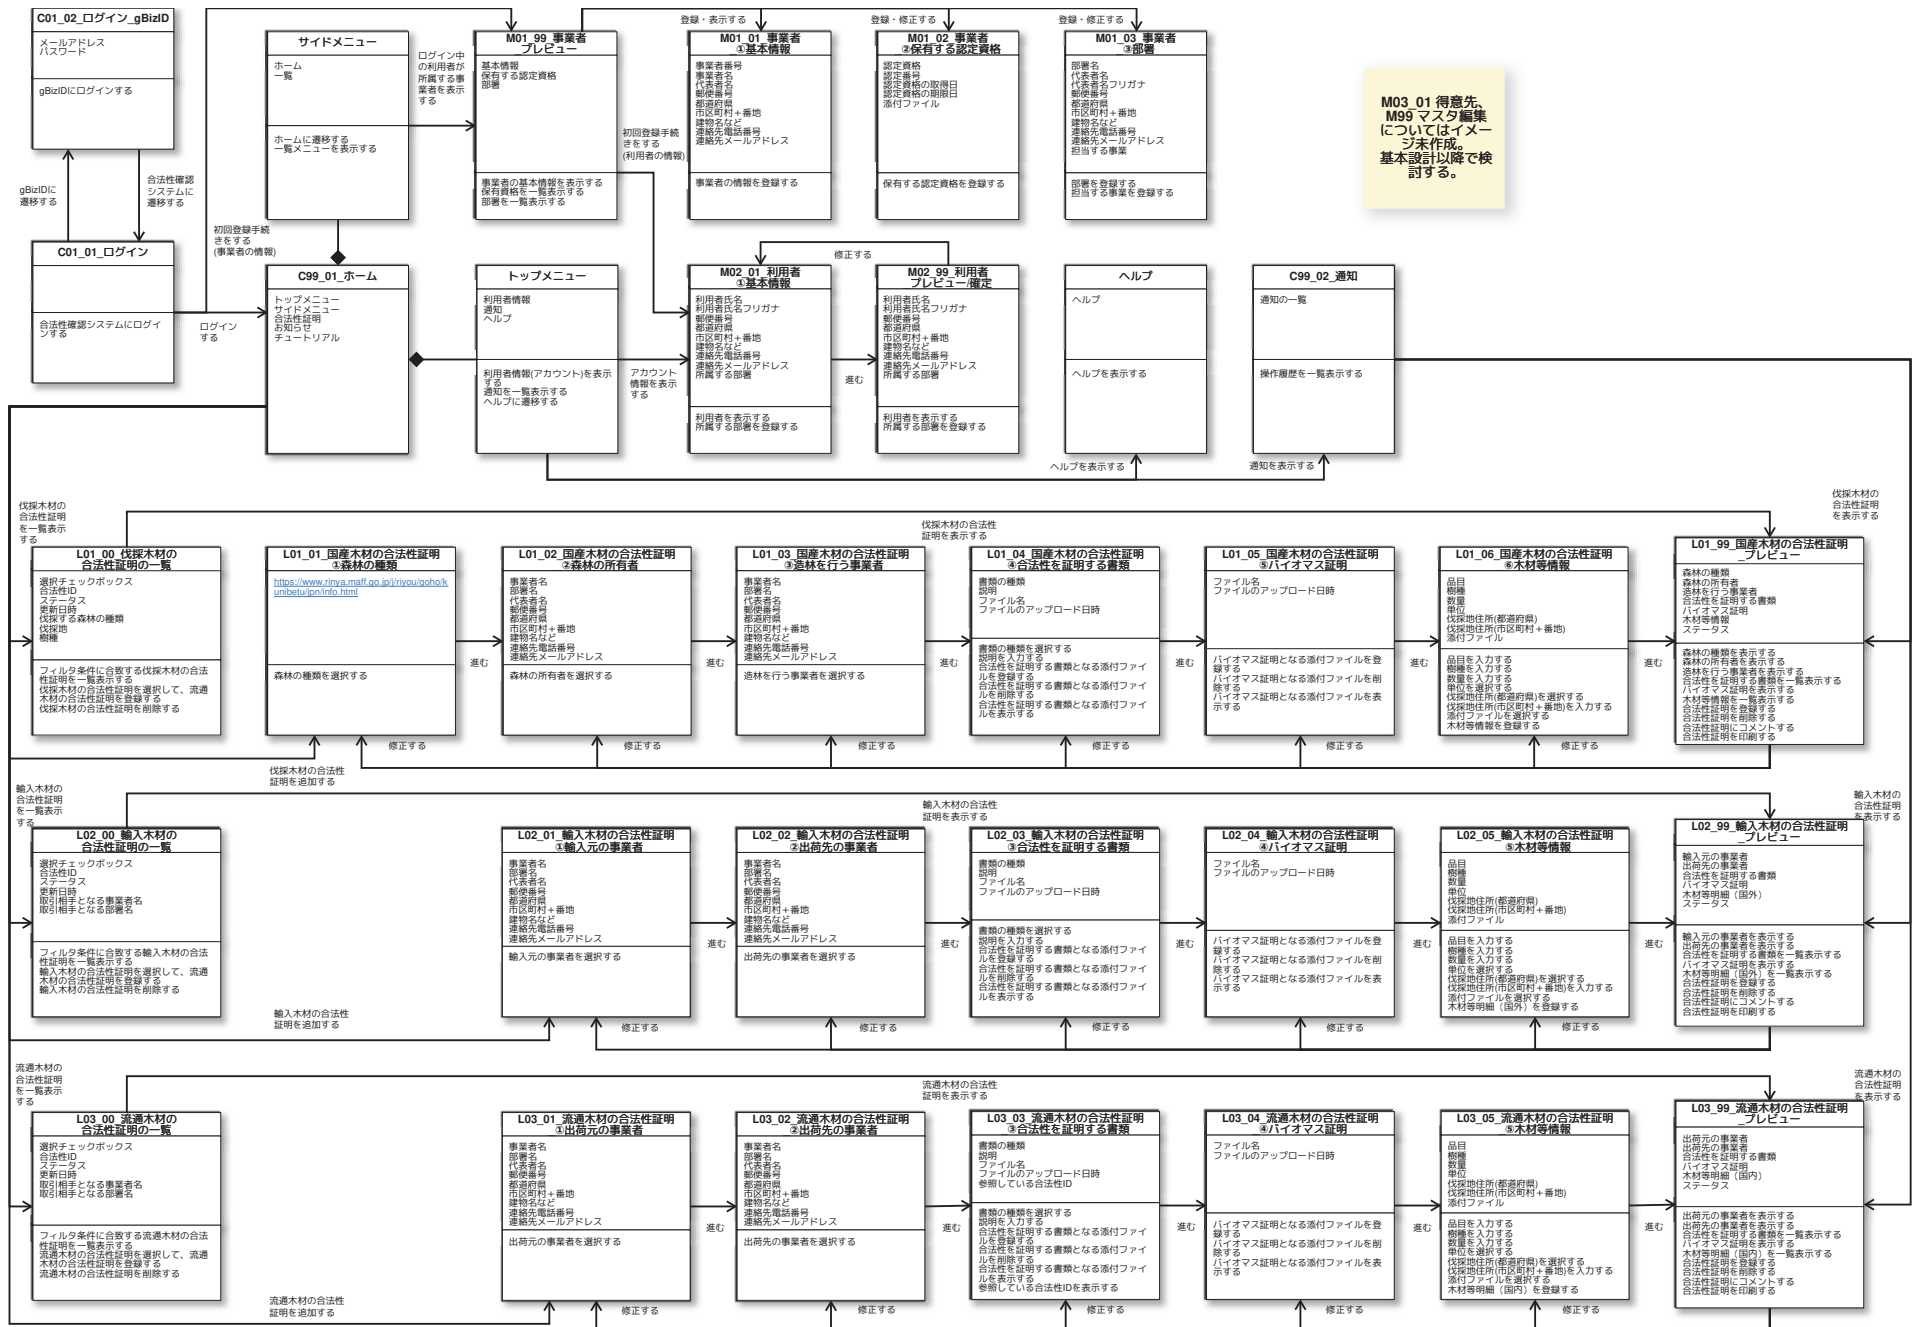 C01_02_ログイン_gBizID
メールアドレス
パスワード
gBizIDにログインする
gBizIDに
遷移する
合法性確認
システムに
遷移する
C01_01_ログイン
合法性確認システムにログイ
ンする
ログイン
する
初回登録手続
きをする
(事業者の情報)
サイドメニュー
ホーム
一覧
ホームに遷移する
一覧メニューを表示する
ログイン中
の利用者が
所属する事
業者を表示
する
M01_99_事業者
_プレビュー
基本情報
保有する認定資格
部署
事業者の基本情報を表示する
保有資格を一覧表示する
部署を一覧表示する
初回登録手続
きをする
(利用者の情報)
登録・表示する
M01_01_事業者
①基本情報
事業者番号
事業者名
代表者名
郵便番号
都道府県
市区町村+番地
建物名など
連絡先電話番号
連絡先メールアドレス
事業者の情報を登録する
登録・修正する
M01_02_事業者
②保有する認定資格
認定資格
認定番号
認定資格の取得日
認定資格の期限日
添付ファイル
保有する認定資格を登録する
登録・修正する
M01_03_事業者
③部署
部署名
代表者名
代表者名フリガナ
郵便番号
都道府県
市区町村+番地
建物名など
連絡先電話番号
連絡先メールアドレス
担当する事業
部署を登録する
担当する事業を登録する
M03_01 得意先、
M99 マスタ編集
についてはイメー
ジ未作成。
基本設計以降で検
討する。
C99_01_ホーム
トップメニュー
サイドメニュー
合法性証明
お知らせ
チュートリアル
トップメニュー
利用者情報
通知
ヘルプ
利用者情報(アカウント)を表示
する
通知を一覧表示する
ヘルプに遷移する
アカウント
情報を表示
する
M02_01_利用者
①基本情報
利用者氏名
利用者氏名フリガナ
郵便番号
都道府県
市区町村+番地
建物名など
連絡先電話番号
連絡先メールアドレス
所属する部署
利用者を表示する
所属する部署を登録する
修正する
進む
M02_99_利用者
プレビュー/確定
利用者氏名
利用者氏名フリガナ
郵便番号
都道府県
市区町村+番地
建物名など
連絡先電話番号
連絡先メールアドレス
所属する部署
利用者を表示する
所属する部署を登録する
ヘルプ
ヘルプ
ヘルプを表示する
ヘルプを表示する
C99_02_通知
通知の一覧
操作履歴を一覧表示する
通知を表示する
伐採木材の
合法性証明
を一覧表示
する
L01_00_伐採木材の
合法性証明の一覧
選択チェックボックス
合法性ID
ステータス
更新日時
伐採する森林の種類
伐採地
樹種
フィルタ条件に合致する伐採木材の合法
性証明を一覧表示する
伐採木材の合法性証明を選択して、流通
木材の合法性証明を登録する
伐採木材の合法性証明を削除する
L01_01_国産木材の合法性証明
①森林の種類
https://www.rinya.maff.go.jp/j/riyou/goho/k
unibetu/jpn/info.html
森林の種類を選択する
修正する
伐採木材の合法性
証明を追加する
進む
L01_02_国産木材の合法性証明
②森林の所有者
事業者名
部署名
代表者名
郵便番号
都道府県
市区町村+番地
建物名など
連絡先電話番号
連絡先メールアドレス
森林の所有者を選択する
修正する
進む
L01_03_国産木材の合法性証明
③造林を行う事業者
事業者名
部署名
代表者名
郵便番号
都道府県
市区町村+番地
建物名など
連絡先電話番号
連絡先メールアドレス
造林を行う事業者を選択する
修正する
進む
伐採木材の合法性
証明を表示する
L01_04_国産木材の合法性証明
④合法性を証明する書類
書類の種類
説明
ファイル名
ファイルのアップロード日時
書類の種類を選択する
説明を入力する
合法性を証明する書類となる添付ファイ
ルを登録する
合法性を証明する書類となる添付ファイ
ルを削除する
合法性を証明する書類となる添付ファイ
ルを表示する
修正する
進む
L01_05_国産木材の合法性証明
⑤バイオマス証明
ファイル名
ファイルのアップロード日時
バイオマス証明となる添付ファイルを登
録する
バイオマス証明となる添付ファイルを削
除する
バイオマス証明となる添付ファイルを表
示する
修正する
進む
L01_06_国産木材の合法性証明
⑥木材等情報
品目
樹種
数量
単位
伐採地住所(都道府県)
伐採地住所(市区町村+番地)
添付ファイル
品目を入力する
樹種を入力する
数量を入力する
単位を選択する
伐採地住所(都道府県)を選択する
伐採地住所(市区町村+番地)を入力する
添付ファイルを選択する
木材等情報を登録する
修正する
進む
伐採木材の
合法性証明
を表示する
L01_99_国産木材の合法性証明
_プレビュー
森林の種類
森林の所有者
造林を行う事業者
合法性を証明する書類
バイオマス証明
木材等情報
ステータス
森林の種類を表示する
森林の所有者を表示する
造林を行う事業者を表示する
合法性を証明する書類を一覧表示する
バイオマス証明を表示する
木材等情報を一覧表示する
合法性証明を登録する
合法性証明を削除する
合法性証明にコメントする
合法性証明を印刷する
輸入木材の
合法性証明
を一覧表示
する
L02_00_輸入木材の
合法性証明の一覧
選択チェックボックス
合法性ID
ステータス
更新日時
取引相手となる事業者名
取引相手となる部署名
フィルタ条件に合致する輸入木材の合法
性証明を一覧表示する
輸入木材の合法性証明を選択して、流通
木材の合法性証明を登録する
輸入木材の合法性証明を削除する
輸入木材の合法性
証明を追加する
L02_01_輸入木材の合法性証明
①輸入元の事業者
事業者名
部署名
代表者名
郵便番号
都道府県
市区町村+番地
建物名など
連絡先電話番号
連絡先メールアドレス
輸入元の事業者を選択する
修正する
進む
L02_02_輸入木材の合法性証明
②出荷先の事業者
事業者名
部署名
代表者名
郵便番号
都道府県
市区町村+番地
建物名など
連絡先電話番号
連絡先メールアドレス
出荷先の事業者を選択する
修正する
進む
輸入木材の合法性
証明を表示する
L02_03_輸入木材の合法性証明
③合法性を証明する書類
書類の種類
説明
ファイル名
ファイルのアップロード日時
書類の種類を選択する
説明を入力する
合法性を証明する書類となる添付ファイ
ルを登録する
合法性を証明する書類となる添付ファイ
ルを削除する
合法性を証明する書類となる添付ファイ
ルを表示する
修正する
進む
L02_04_輸入木材の合法性証明
④バイオマス証明
ファイル名
ファイルのアップロード日時
バイオマス証明となる添付ファイルを登
録する
バイオマス証明となる添付ファイルを削
除する
バイオマス証明となる添付ファイルを表
示する
修正する
進む
L02_05_輸入木材の合法性証明
⑤木材等情報
品目
樹種
数量
単位
伐採地住所(都道府県)
伐採地住所(市区町村+番地)
添付ファイル
品目を入力する
樹種を入力する
数量を入力する
単位を選択する
伐採地住所(都道府県)を選択する
伐採地住所(市区町村+番地)を入力する
添付ファイルを選択する
木材等明細（国外）を登録する
修正する
進む
輸入木材の
合法性証明
を表示する
L02_99_輸入木材の合法性証明
_プレビュー
輸入元の事業者
出荷先の事業者
合法性を証明する書類
バイオマス証明
木材等明細（国外）
ステータス
輸入元の事業者を表示する
出荷先の事業者を表示する
合法性を証明する書類を一覧表示する
バイオマス証明を表示する
木材等明細（国外）を一覧表示する
合法性証明を登録する
合法性証明を削除する
合法性証明にコメントする
合法性証明を印刷する
流通木材の
合法性証明
を一覧表示
する
L03_00_流通木材の
合法性証明の一覧
選択チェックボックス
合法性ID
ステータス
更新日時
取引相手となる事業者名
取引相手となる部署名
フィルタ条件に合致する流通木材の合法
性証明を一覧表示する
流通木材の合法性証明を選択して、流通
木材の合法性証明を登録する
流通木材の合法性証明を削除する
流通木材の合法性
証明を追加する
L03_01_流通木材の合法性証明
①出荷元の事業者
事業者名
部署名
代表者名
郵便番号
都道府県
市区町村+番地
建物名など
連絡先電話番号
連絡先メールアドレス
出荷元の事業者を選択する
修正する
進む
L03_02_流通木材の合法性証明
②出荷先の事業者
事業者名
部署名
代表者名
郵便番号
都道府県
市区町村+番地
建物名など
連絡先電話番号
連絡先メールアドレス
出荷先の事業者を選択する
修正する
進む
流通木材の合法性
証明を表示する
L03_03_流通木材の合法性証明
③合法性を証明する書類
書類の種類
説明
ファイル名
ファイルのアップロード日時
参照している合法性ID
書類の種類を選択する
説明を入力する
合法性を証明する書類となる添付ファイ
ルを登録する
合法性を証明する書類となる添付ファイ
ルを削除する
合法性を証明する書類となる添付ファイ
ルを表示する
参照している合法性IDを表示する
修正する
進む
L03_04_流通木材の合法性証明
④バイオマス証明
ファイル名
ファイルのアップロード日時
バイオマス証明となる添付ファイルを登
録する
バイオマス証明となる添付ファイルを削
除する
バイオマス証明となる添付ファイルを表
示する
修正する
進む
L03_05_流通木材の合法性証明
⑤木材等情報
品目
樹種
数量
単位
伐採地住所(都道府県)
伐採地住所(市区町村+番地)
添付ファイル
品目を入力する
樹種を入力する
数量を入力する
単位を選択する
伐採地住所(都道府県)を選択する
伐採地住所(市区町村+番地)を入力する
添付ファイルを選択する
木材等明細（国内）を登録する
修正する
進む
流通木材の
合法性証明
を表示する
L03_99_流通木材の合法性証明
_プレビュー
出荷元の事業者
出荷先の事業者
合法性を証明する書類
バイオマス証明
木材等明細（国内）
ステータス
出荷元の事業者を表示する
出荷先の事業者を表示する
合法性を証明する書類を一覧表示する
バイオマス証明を表示する
木材等明細（国内）を一覧表示する
合法性証明を登録する
合法性証明を削除する
合法性証明にコメントする
合法性証明を印刷する